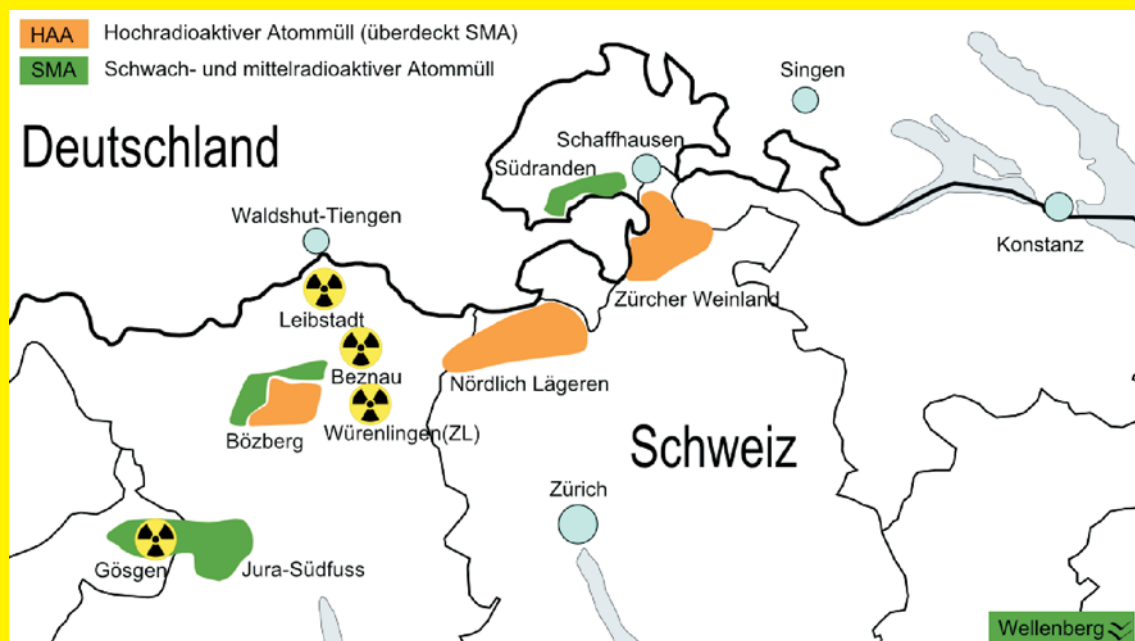 HAA Hochradioaktiver Atommüll (überdeckt SMA)
SMA Schwach- und mittelradioaktiver Atommüll
Singen
Deutschland
Schaffhausen
Südranden
Waldshut-Tiengen
Konstanz
Zürcher Weinland
Leibstadt
Beznau
Nördlich Lägeren
Bözberg
Würenlingen(ZL)
Schweiz
Zürich
Gösgen
Jura-Südfuss
Wellenberg